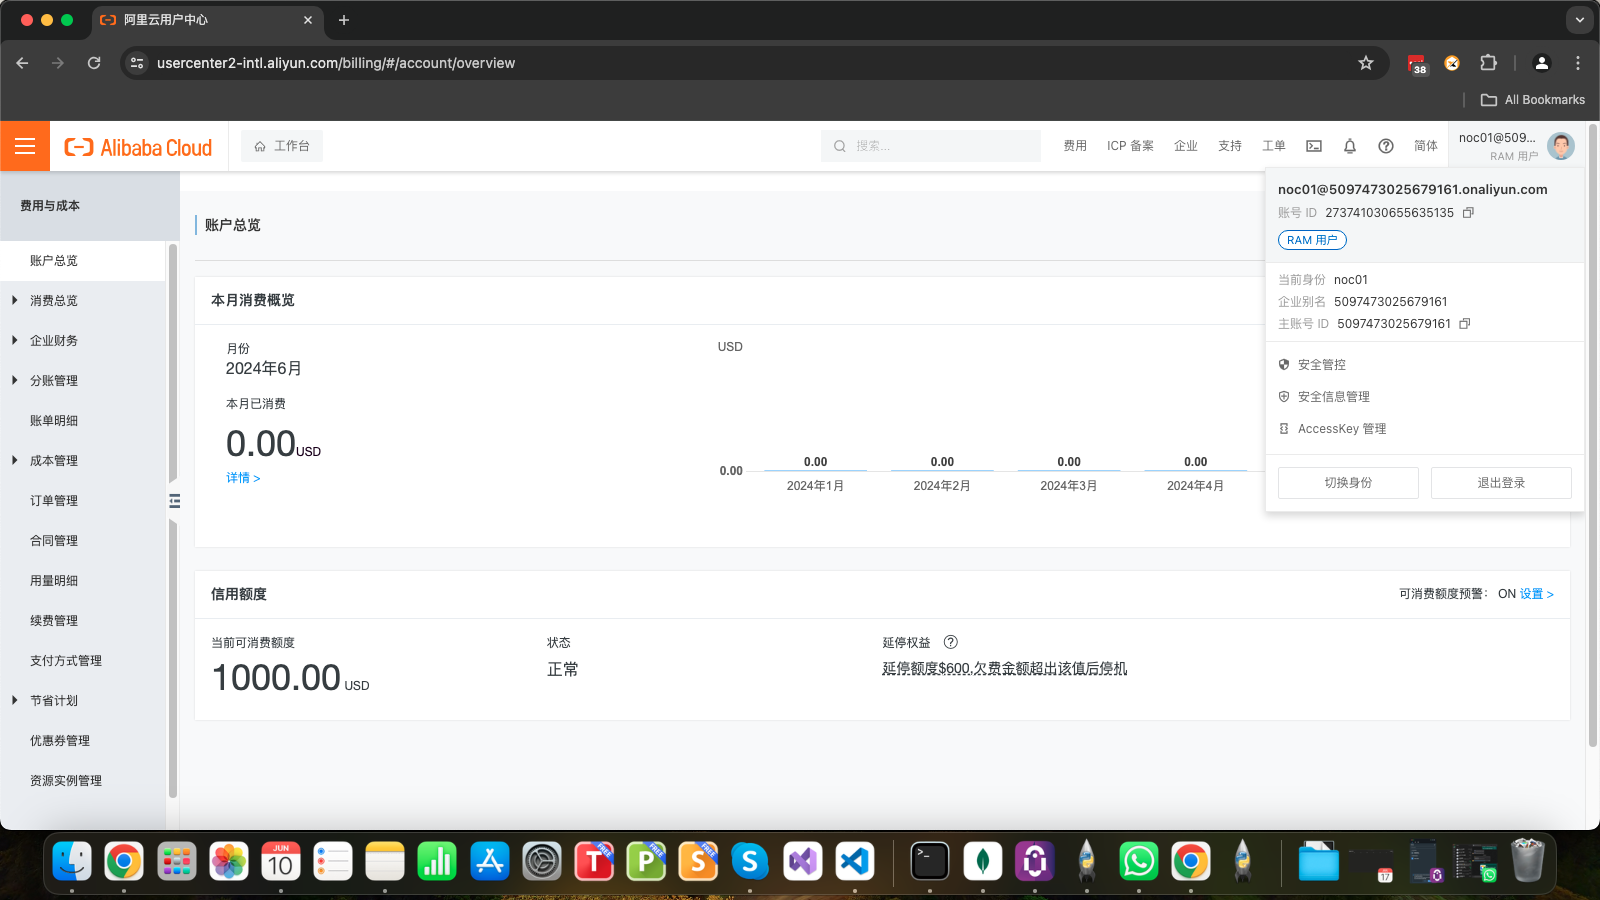 阿里云用户中心
usercenter2-intl.aliyun.com/billing/#/account/overview
38
All Bookmarks
Alibaba Cloud
工作台
搜索...
费用
ICP 备案
企业
支持
工单
简体
noc01@509...
RAM 用户
noc01@5097473025679161.onaliyun.com
账号 ID 273741030655635135
RAM 用户
当前身份 noc01
企业别名 5097473025679161
主账号 ID 5097473025679161
安全管控
安全信息管理
AccessKey 管理
切换身份
退出登录
费用与成本
账户总览
消费总览
企业财务
分账管理
账单明细
成本管理
订单管理
合同管理
用量明细
续费管理
支付方式管理
节省计划
优惠券管理
资源实例管理
账户总览
本月消费概览
月份
2024年6月
本月已消费
0.00USD
详情 >
USD
0.00
0.00 0.00 0.00 0.00
2024年1月 2024年2月 2024年3月 2024年4月
信用额度
可消费额度预警： ON 设置 >
当前可消费额度
1000.00 USD
状态
正常
延停权益
延停额度$600,欠费金额超出该值后停机
JUN
10
T
FREE
P
FREE
S
FREE
17